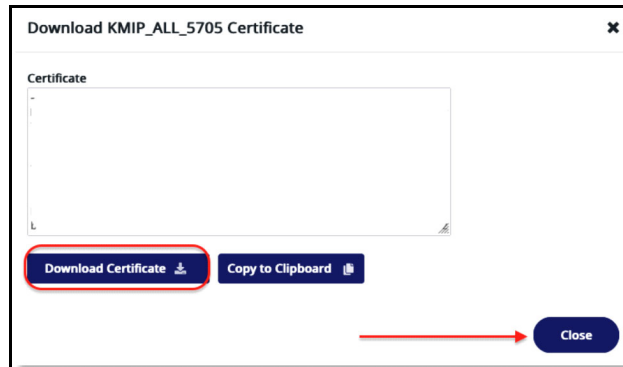 Download KMIP_ALL_5705 Certificate
Certificate
Download Certificate
Copy to Clipboard
Close